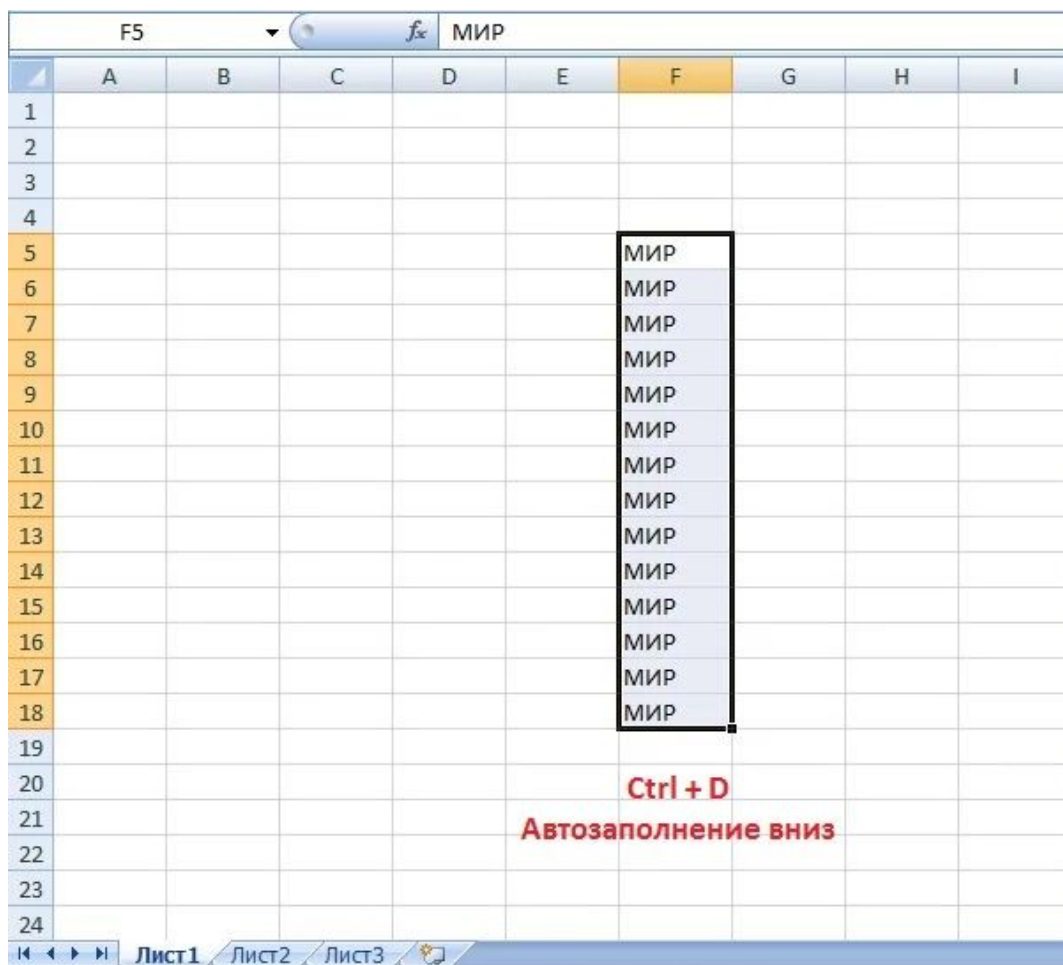 F5 fx МИР
A B C D E F G H I
1
2
3
4
5 МИР
6 МИР
7 МИР
8 МИР
9 МИР
10 МИР
11 МИР
12 МИР
13 МИР
14 МИР
15 МИР
16 МИР
17 МИР
18 МИР
19
20 Ctrl + D
21 Автозаполнение вниз
22
23
24
Лист1 Лист2 Лист3